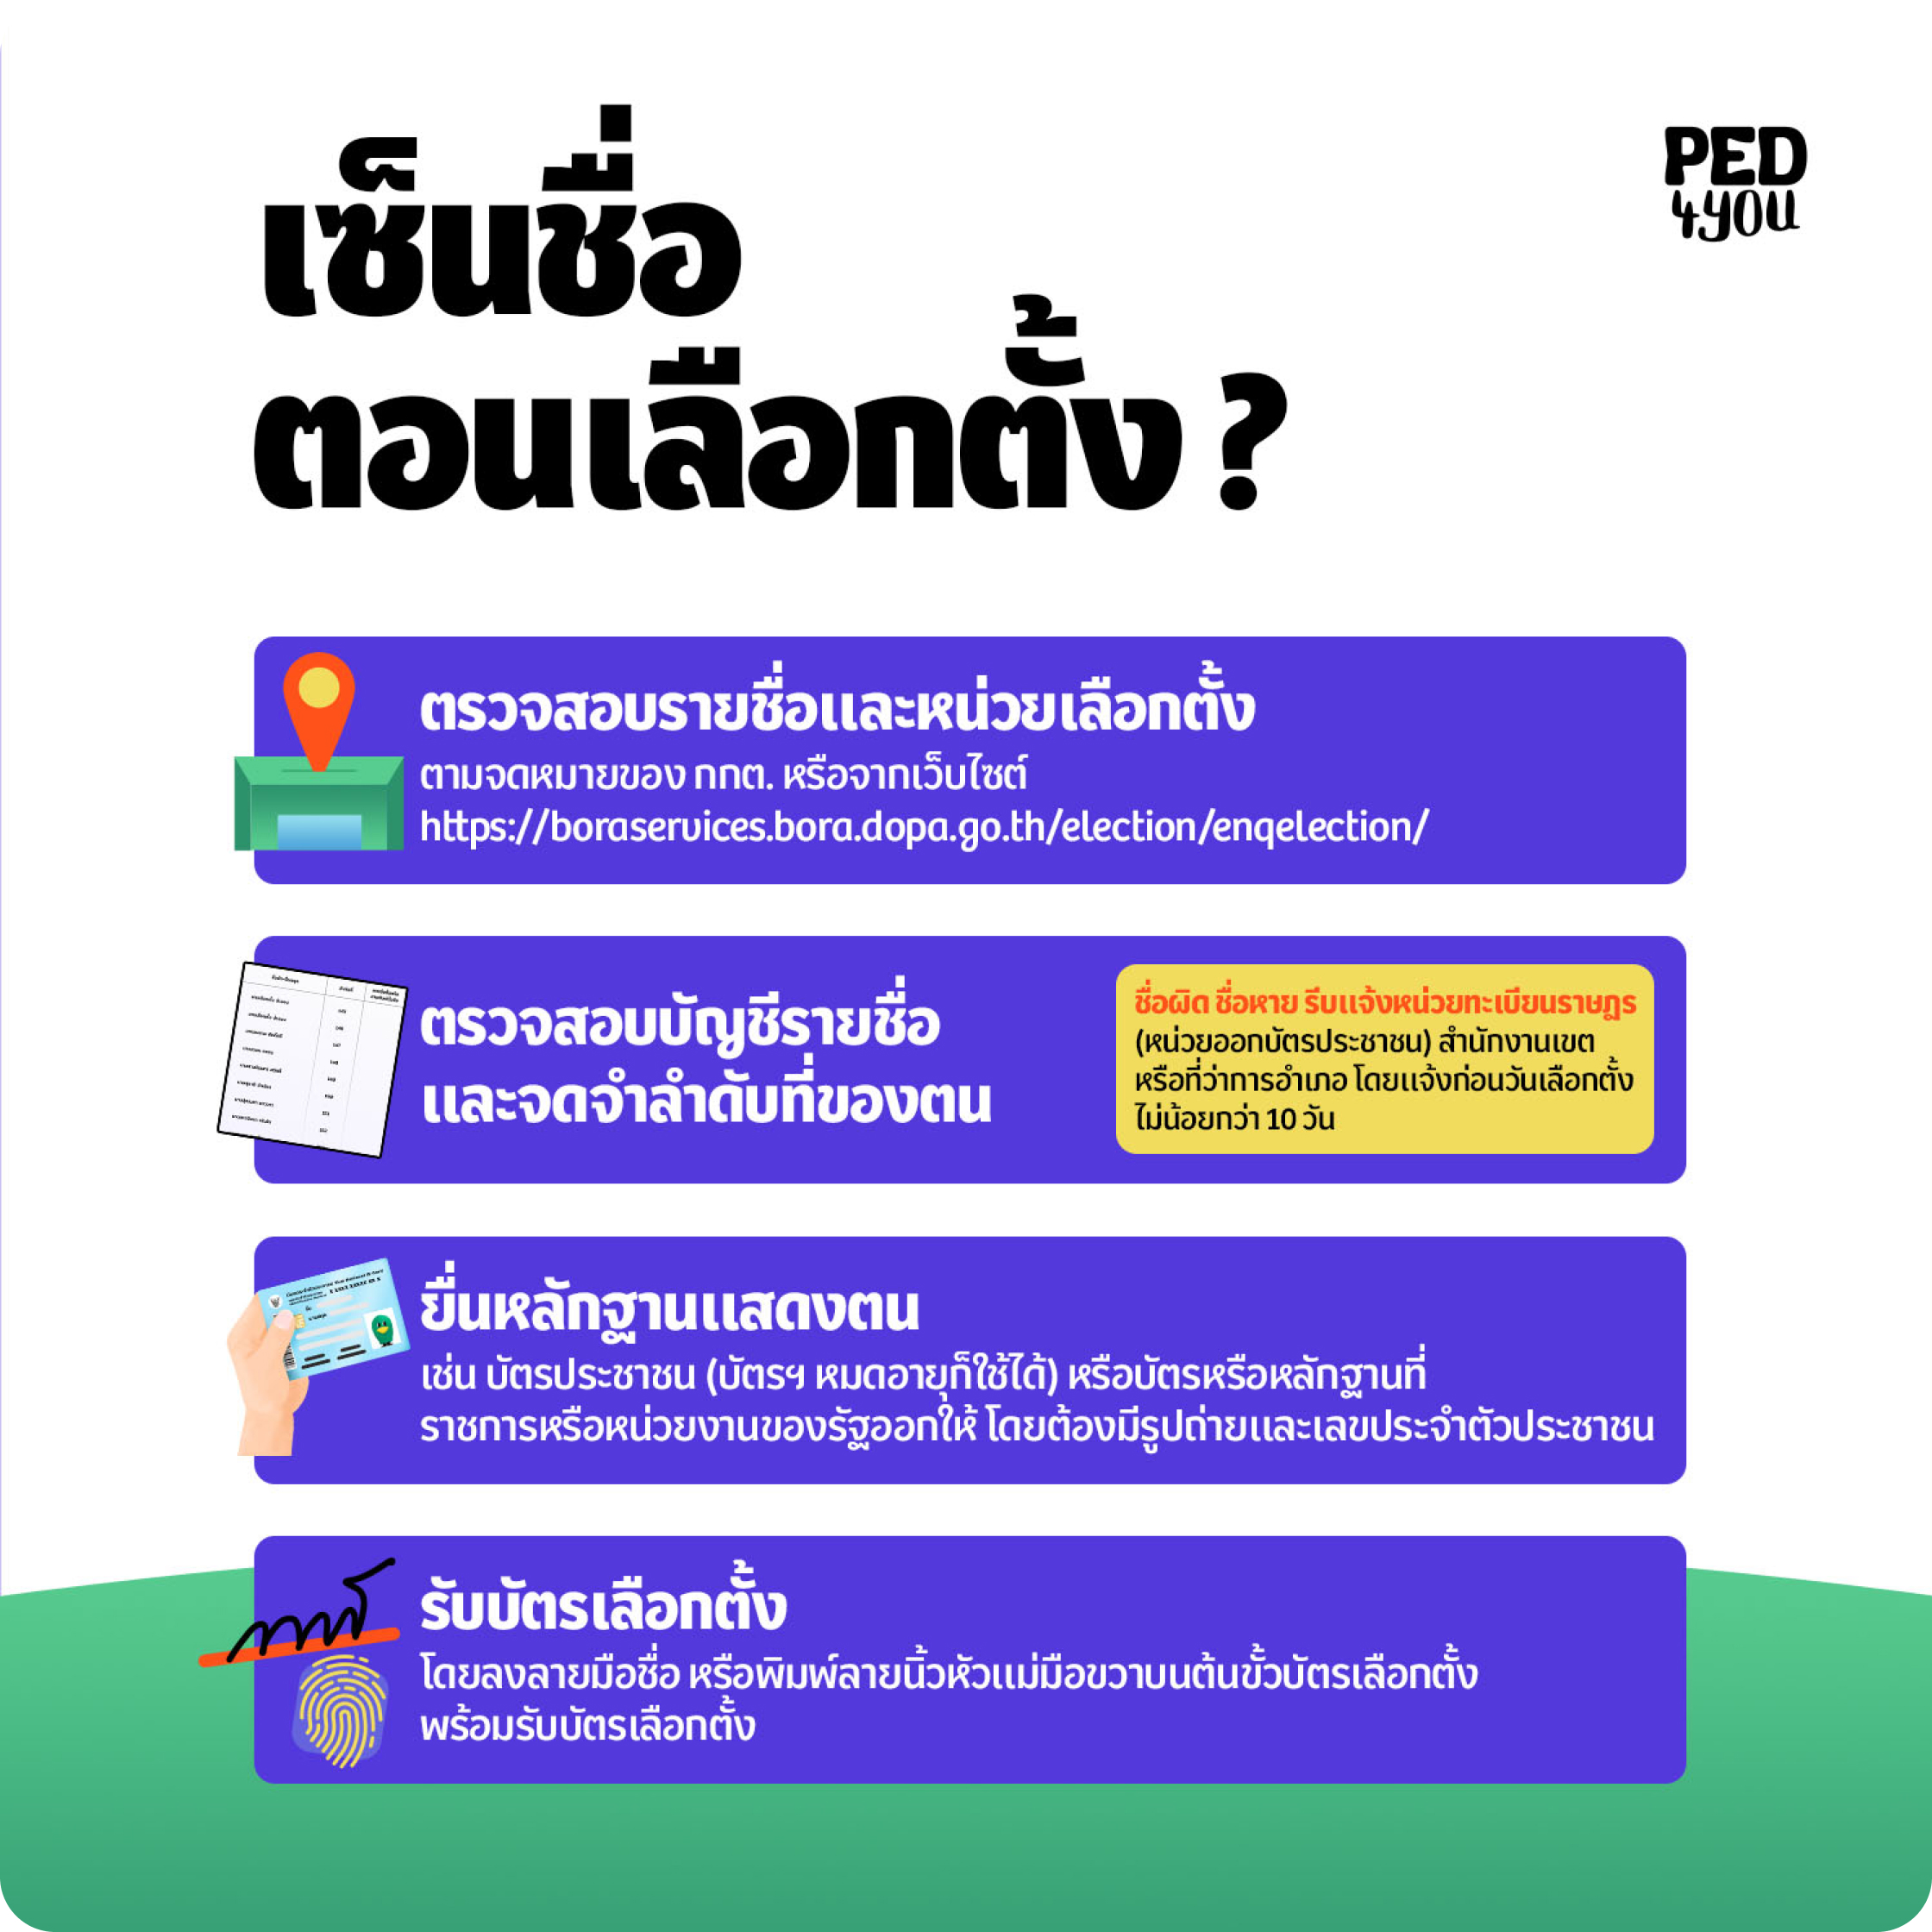 เซ็นชื่อ
PED
4YOU
ตอนเลือกตั้ง ?
ตรวจสอบรายชื่อและหน่วยเลือกตั้ง
ตามจดหมายของ กกต. หรือจากเว็บไซต์
https://boraservices.bora.dopa.go.th/election/enqelection/
ตรวจสอบบัญชีรายชื่อ
และจดจำลำดับที่ของตน
ชื่อผิด ชื่อหาย รีบแจ้งหน่วยทะเบียนราษฎร
(หน่วยออกบัตรประชาชน) สำนักงานเขต
หรือที่ว่าการอำเภอ โดยแจ้งก่อนวันเลือกตั้ง
ไม่น้อยกว่า 10 วัน
ยื่นหลักฐานแสดงตน
เช่น บัตรประชาชน (บัตรฯ หมดอายุก็ใช้ได้) หรือบัตรหรือหลักฐานที่
ราชการหรือหน่วยงานของรัฐออกให้ โดยต้องมีรูปถ่ายและเลขประจำตัวประชาชน
รับบัตรเลือกตั้ง
โดยลงลายมือชื่อ หรือพิมพ์ลายนิ้วหัวแม่มือขวาบนต้นขั้วบัตรเลือกตั้ง
พร้อมรับบัตรเลือกตั้ง